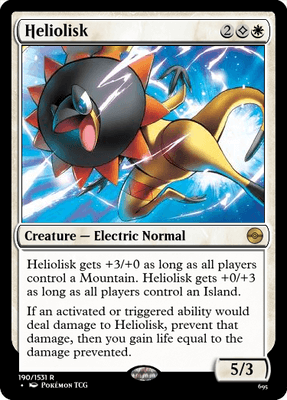 Heliolisk 2
Creature — Electric Normal
Heliolisk gets +3/+0 as long as all players
control a Mountain. Heliolisk gets +0/+3
as long as all players control an Island.
If an activated or triggered ability would
deal damage to Heliolisk, prevent that
damage, then you gain life equal to the
damage prevented.
5/3
190/1531 R
• Pokémon TCG
695